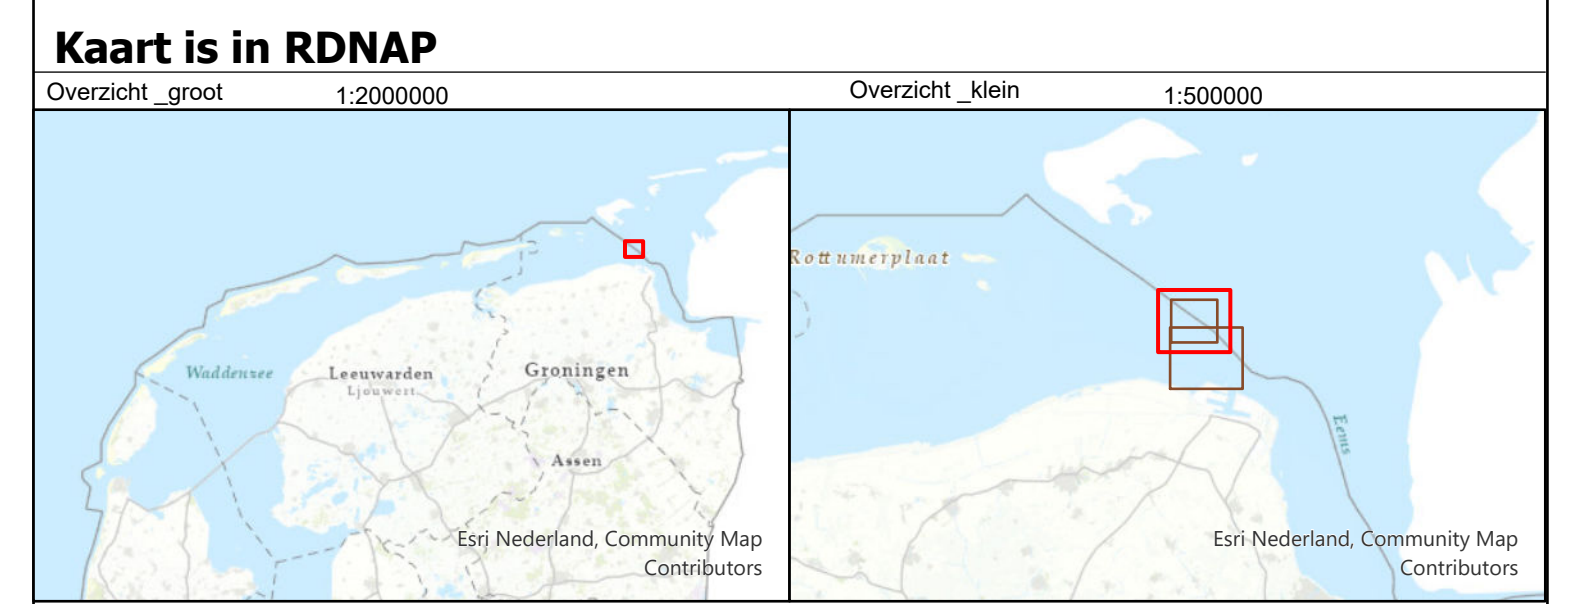 Kaart is in RDNAP
Overzicht _groot 1:2000000
Overzicht _klein 1:500000
Waddenzee
Leeuwarden
Ljouwert
Groningen
Assen
Esri Nederland, Community Map
Contributors
Rottumerplaat
Eems
Esri Nederland, Community Map
Contributors